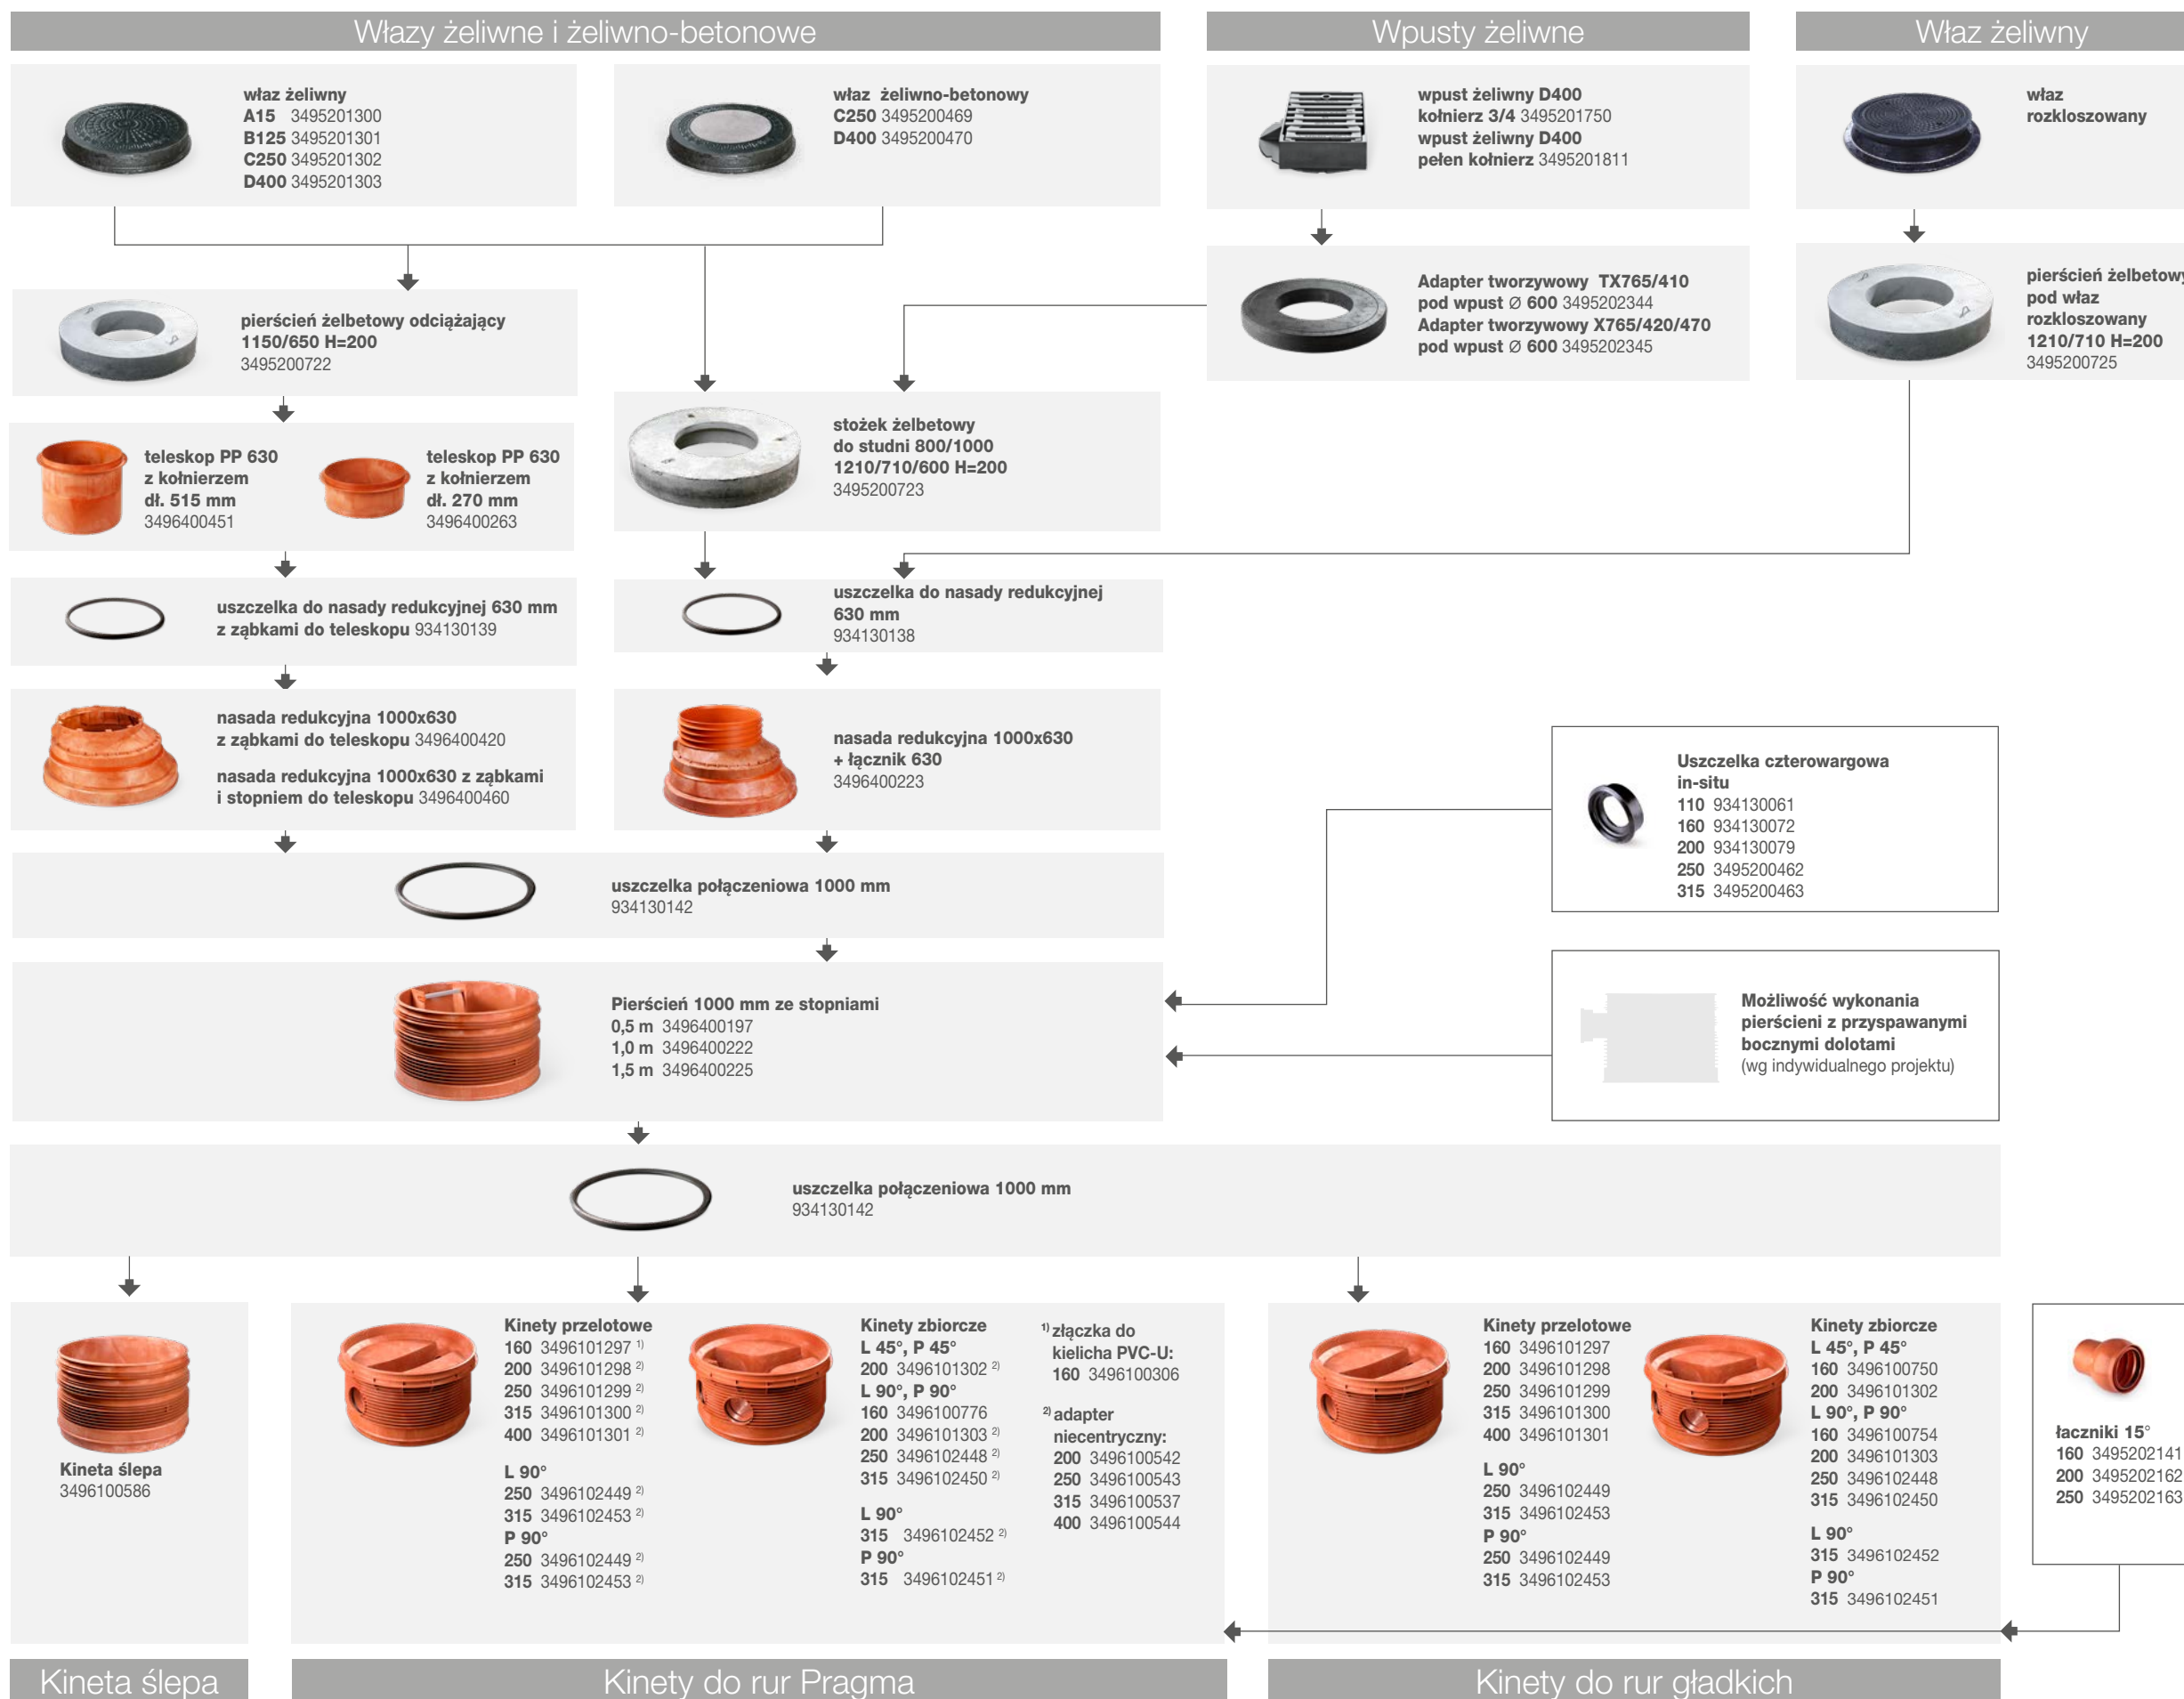 Włazy żeliwne i żeliwno-betonowe
Wpusty żeliwne
Właz żeliwny
właz żeliwny
A15 3495201300
B125 3495201301
C250 3495201302
D400 3495201303
właz żeliwno-betonowy
C250 3495200469
D400 3495200470
wpust żeliwny D400
kołnierz 3/4 3495201750
wpust żeliwny D400
pełen kołnierz 3495201811
właz
rozkloszowany
pierścień żelbetowy odciążający
1150/650 H=200
3495200722
Adapter tworzywowy TX765/410
pod wpust Ø 600 3495202344
Adapter tworzywowy X765/420/470
pod wpust Ø 600 3495202345
pierścień żelbetowy
pod właz
rozkloszowany
1210/710 H=200
3495200725
teleskop PP 630
z kołnierzem
dł. 515 mm
3496400451
teleskop PP 630
z kołnierzem
dł. 270 mm
3496400263
stożek żelbetowy
do studni 800/1000
1210/710/600 H=200
3495200723
uszczelka do nasady redukcyjnej 630 mm
z ząbkami do teleskopu 934130139
uszczelka do nasady redukcyjnej
630 mm
934130138
nasada redukcyjna 1000x630
z ząbkami do teleskopu 3496400420
nasada redukcyjna 1000x630 z ząbkami
i stopniem do teleskopu 3496400460
nasada redukcyjna 1000x630
+ łącznik 630
3496400223
Uszczelka czterowargowa
in-situ
110 934130061
160 934130072
200 934130079
250 3495200462
315 3495200463
uszczelka połączeniowa 1000 mm
934130142
Pierścień 1000 mm ze stopniami
0,5 m 3496400197
1,0 m 3496400222
1,5 m 3496400225
Możliwość wykonania
pierścieni z przyspawanymi
bocznymi dolotami
(wg indywidualnego projektu)
uszczelka połączeniowa 1000 mm
934130142
Kineta ślepa
3496100586
Kinety przelotowe
160 3496101297 1)
200 3496101298 2)
250 3496101299 2)
315 3496101300 2)
400 3496101301 2)
L 90°
250 3496102449 2)
315 3496102453 2)
P 90°
250 3496102449 2)
315 3496102453 2)
Kinety zbiorcze
L 45°, P 45°
200 3496101302 2)
L 90°, P 90°
160 3496100776
200 3496101303 2)
250 3496102448 2)
315 3496102450 2)
L 90°
315 3496102452 2)
P 90°
315 3496102451 2)
1) złączka do
kielicha PVC-U:
160 3496100306
2) adapter
niecentryczny:
200 3496100542
250 3496100543
315 3496100537
400 3496100544
Kinety przelotowe
160 3496101297
200 3496101298
250 3496101299
315 3496101300
400 3496101301
L 90°
250 3496102449
315 3496102453
P 90°
250 3496102449
315 3496102453
Kinety zbiorcze
L 45°, P 45°
160 3496100750
200 3496101302
L 90°, P 90°
160 3496100754
200 3496101303
250 3496102448
315 3496102450
L 90°
315 3496102452
P 90°
315 3496102451
łaczniki 15°
160 3495202141
200 3495202162
250 3495202163
Kineta ślepa
Kinety do rur Pragma
Kinety do rur gładkich